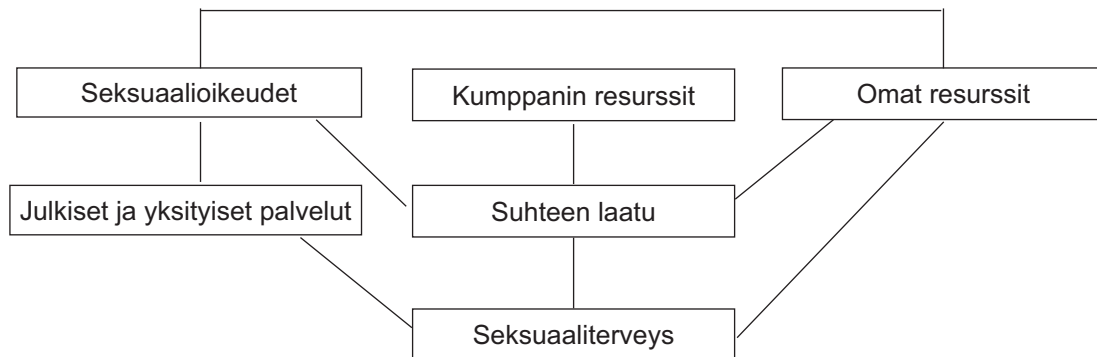 Seksuaalioikeudet
Kumppanin resurssit
Omat resurssit
Julkiset ja yksityiset palvelut
Suhteen laatu
Seksuaaliterveys